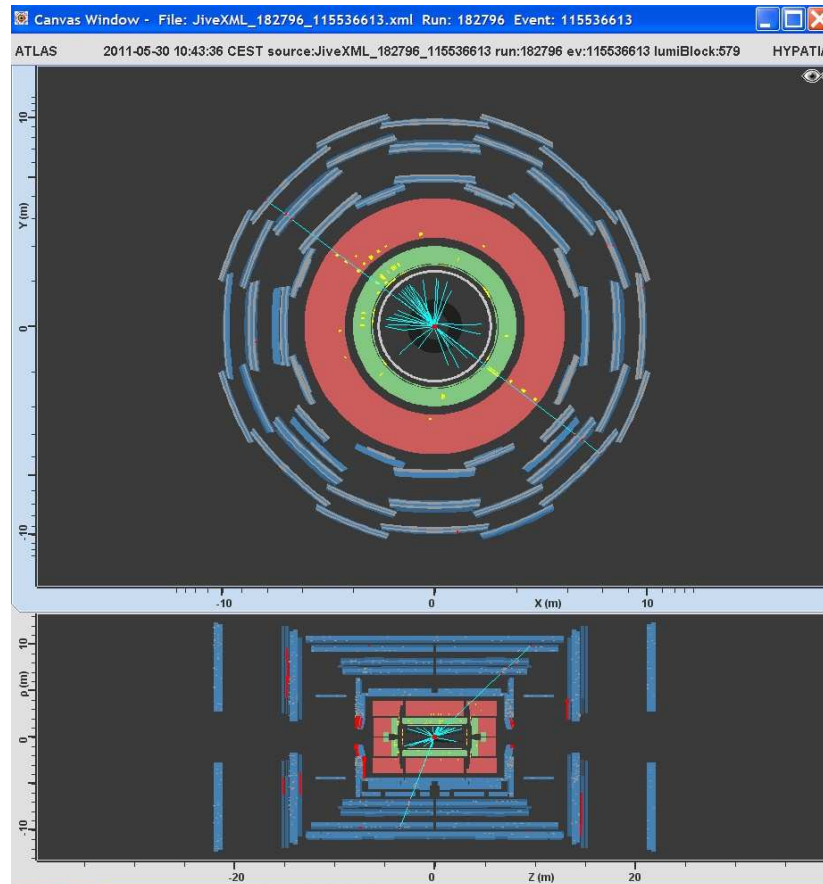 Canvas Window - File: JiveXML_182796_115536613.xml Run: 182796 Event: 115536613
ATLAS 2011-05-30 10:43:36 CEST source:JiveXML_182796_115536613 run:182796 ev:115536613 lumiBlock:579 HYPATIA
10
Y (m)
0
-10
-10 0 X (m) 10
10
ρ (m)
0
-10
-20 0 Z (m) 20